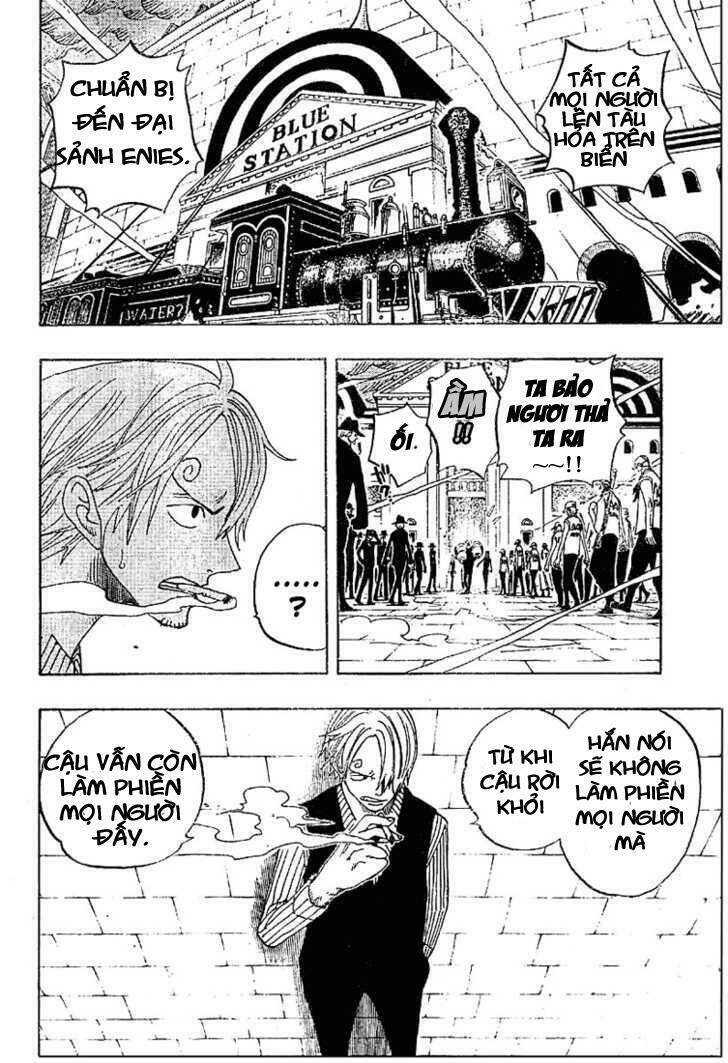 TẤT CẢ
MỌI NGƯỜI
LÊN TÀU
HỎA TRÊN
BIỂN
CHUẨN BỊ
ĐẾN ĐẠI
SẢNH ENIES.
BLUE
STATION
WATER7
TA BẢO
NGƯƠI THẢ
TA RA
~~!!
ẦM
!!
ỐI.
......
?
HẮN NÓI
SẼ KHÔNG
LÀM PHIỀN
MỌI NGƯỜI
MÀ
TỪ KHI
CẬU RỜI
KHỎI
CẬU VẪN CÒN
LÀM PHIỀN
MỌI NGƯỜI
ĐẤY.